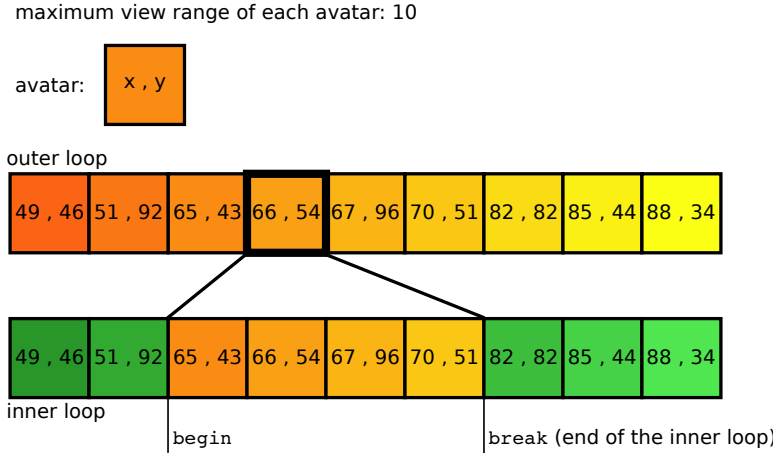 maximum view range of each avatar: 10
avatar:
x , y
outer loop
49 , 46 51 , 92 65 , 43 66 , 54 67 , 96 70 , 51 82 , 82 85 , 44 88 , 34
49 , 46 51 , 92 65 , 43 66 , 54 67 , 96 70 , 51 82 , 82 85 , 44 88 , 34
inner loop
begin
break (end of the inner loop)